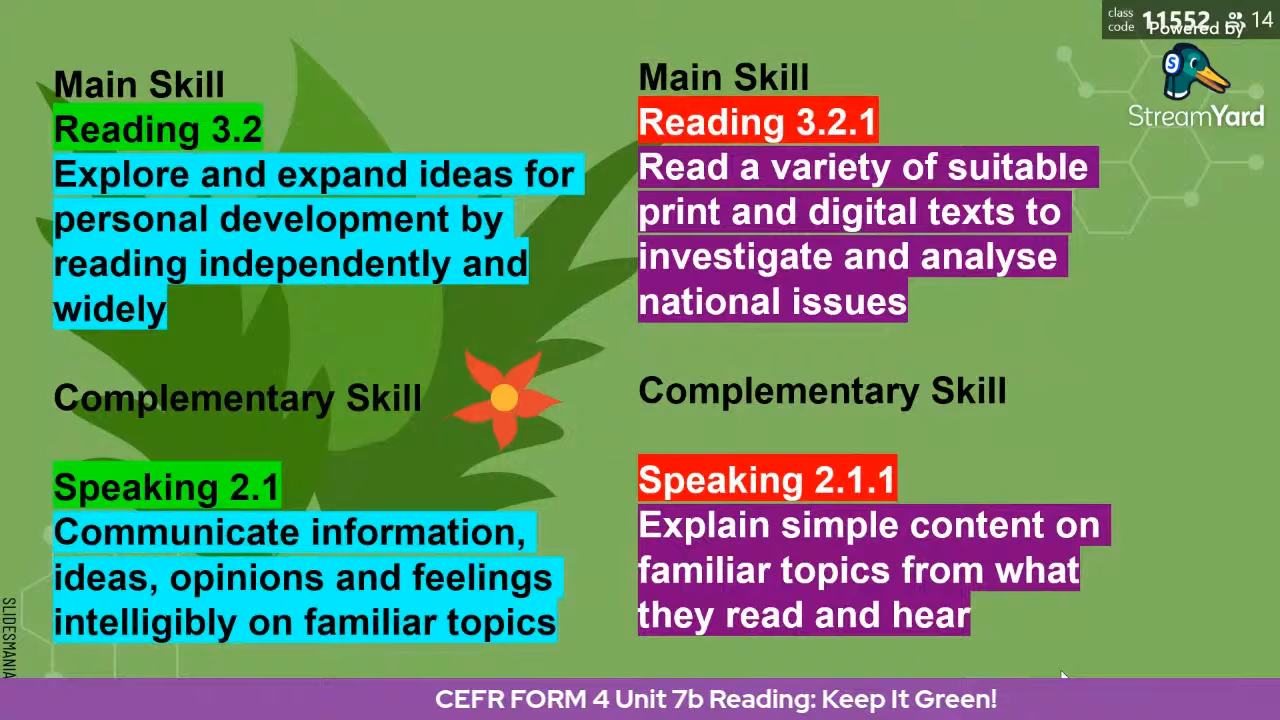 class code 11552 14
Powered by
StreamYard
Main Skill
Reading 3.2
Explore and expand ideas for
personal development by
reading independently and
widely
Complementary Skill
Speaking 2.1
Communicate information,
ideas, opinions and feelings
intelligibly on familiar topics
Main Skill
Reading 3.2.1
Read a variety of suitable
print and digital texts to
investigate and analyse
national issues
Complementary Skill
Speaking 2.1.1
Explain simple content on
familiar topics from what
they read and hear
SLIDESMANIA
CEFR FORM 4 Unit 7b Reading: Keep It Green!